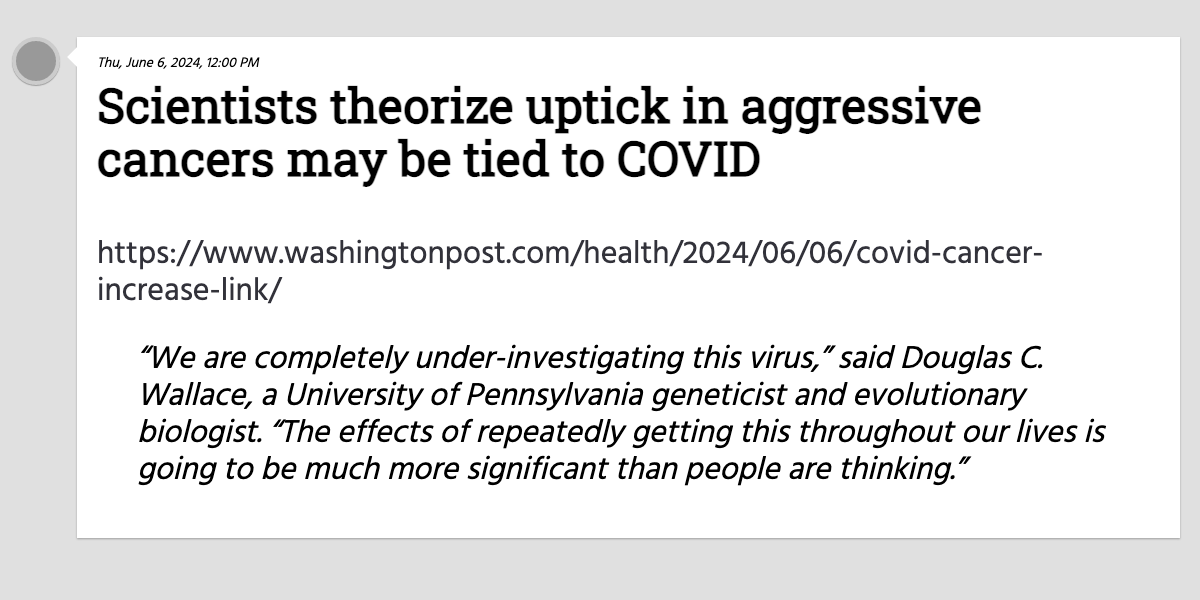 Thu, June 6, 2024, 12:00 PM
Scientists theorize uptick in aggressive
cancers may be tied to COVID
https://www.washingtonpost.com/health/2024/06/06/covid-cancer-
increase-link/
“We are completely under-investigating this virus,” said Douglas C.
Wallace, a University of Pennsylvania geneticist and evolutionary
biologist. “The effects of repeatedly getting this throughout our lives is
going to be much more significant than people are thinking.”